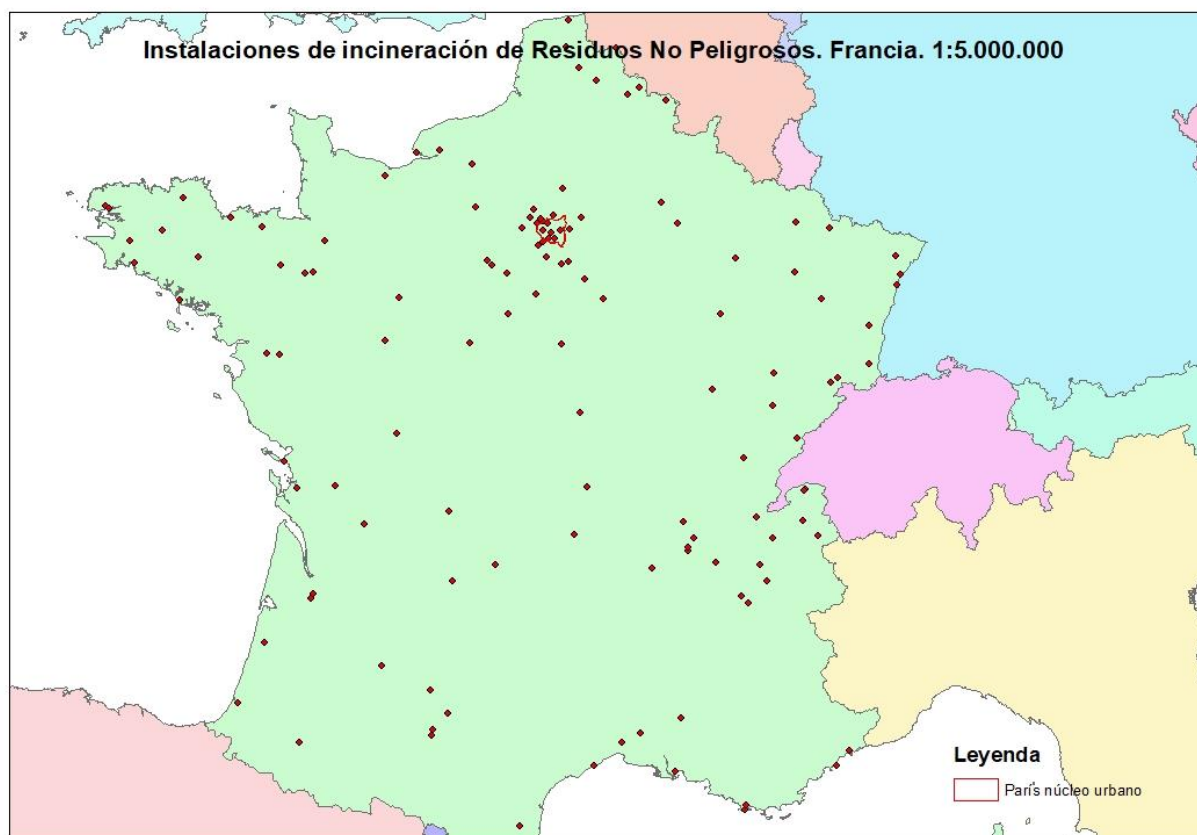 Instalaciones de incineración de Residuos No Peligrosos. Francia. 1:5.000.000
Leyenda
París núcleo urbano